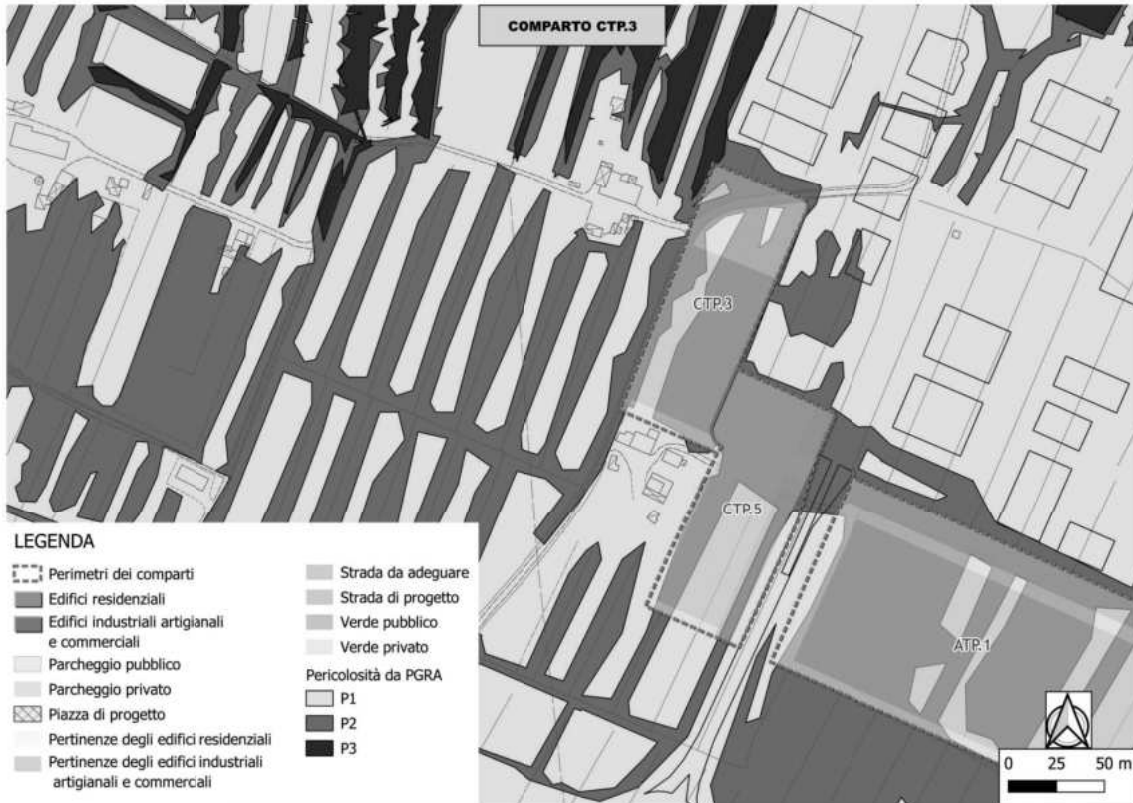 COMPARTO CTP.3
CTP.3
CTP.5
ATP.1
LEGENDA
Perimetri dei comparti
Edifici residenziali
Edifici industriali artigianali
e commerciali
Parcheggio pubblico
Parcheggio privato
Piazza di progetto
Pertinenze degli edifici residenziali
Pertinenze degli edifici industriali
artigianali e commercali
Strada da adeguare
Strada di progetto
Verde pubblico
Verde privato
Pericolosità da PGRA
P1
P2
P3
0 25 50 m